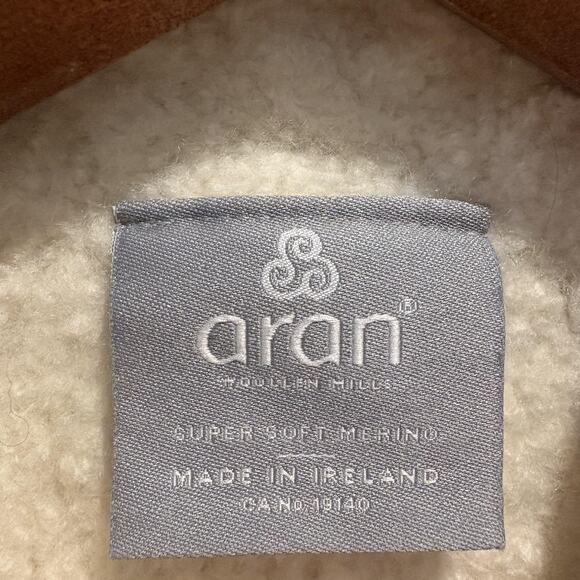 aran®
WOOLLEN MILLS
SUPER SOFT MERINO
MADE IN IRELAND
CA No 19140